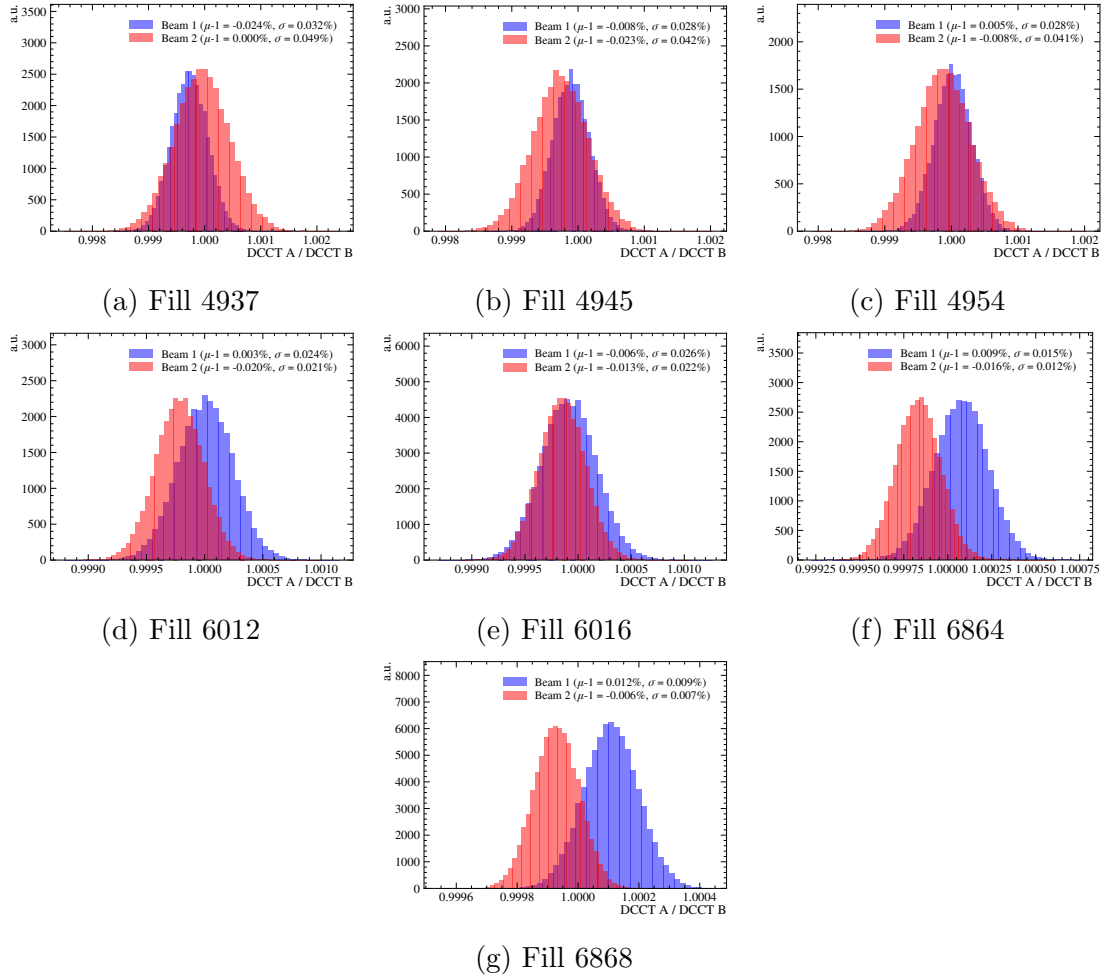 a.u.
Beam 1 (μ-1 = -0.024%, σ = 0.032%)
Beam 2 (μ-1 = 0.000%, σ = 0.049%)
3500
3000
2500
2000
1500
1000
500
0
0.998 0.999 1.000 1.001 1.002
DCCT A / DCCT B
(a) Fill 4937
a.u.
Beam 1 (μ-1 = -0.008%, σ = 0.028%)
Beam 2 (μ-1 = -0.023%, σ = 0.042%)
3000
2500
2000
1500
1000
500
0
0.998 0.999 1.000 1.001 1.002
DCCT A / DCCT B
(b) Fill 4945
a.u.
Beam 1 (μ-1 = 0.005%, σ = 0.028%)
Beam 2 (μ-1 = -0.008%, σ = 0.041%)
2000
1500
1000
500
0
0.998 0.999 1.000 1.001 1.002
DCCT A / DCCT B
(c) Fill 4954
a.u.
Beam 1 (μ-1 = 0.003%, σ = 0.024%)
Beam 2 (μ-1 = -0.020%, σ = 0.021%)
3000
2500
2000
1500
1000
500
0
0.9990 0.9995 1.0000 1.0005 1.0010
DCCT A / DCCT B
(d) Fill 6012
a.u.
Beam 1 (μ-1 = -0.006%, σ = 0.026%)
Beam 2 (μ-1 = -0.013%, σ = 0.022%)
6000
5000
4000
3000
2000
1000
0
0.9990 0.9995 1.0000 1.0005 1.0010
DCCT A / DCCT B
(e) Fill 6016
a.u.
Beam 1 (μ-1 = 0.009%, σ = 0.015%)
Beam 2 (μ-1 = -0.016%, σ = 0.012%)
3500
3000
2500
2000
1500
1000
500
0
0.99925 0.99950 0.99975 1.00000 1.00025 1.00050 1.00075
DCCT A / DCCT B
(f) Fill 6864
a.u.
Beam 1 (μ-1 = 0.012%, σ = 0.009%)
Beam 2 (μ-1 = -0.006%, σ = 0.007%)
8000
7000
6000
5000
4000
3000
2000
1000
0
0.9996 0.9998 1.0000 1.0002 1.0004
DCCT A / DCCT B
(g) Fill 6868